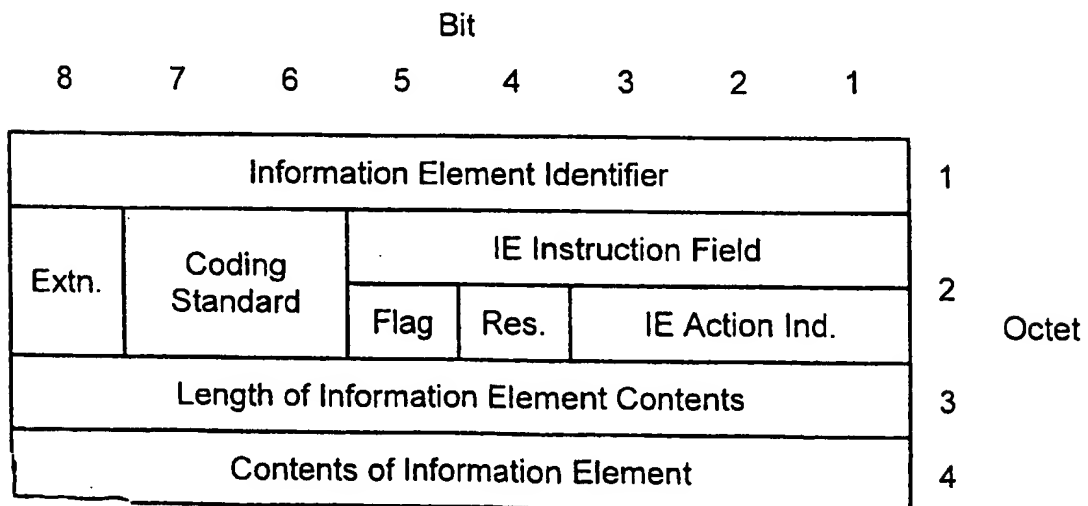 Bit
8 7 6 5 4 3 2 1
Information Element Identifier 1
IE Instruction Field
Extn. Coding Standard 2
Flag Res. IE Action Ind. Octet
Length of Information Element Contents 3
Contents of Information Element 4